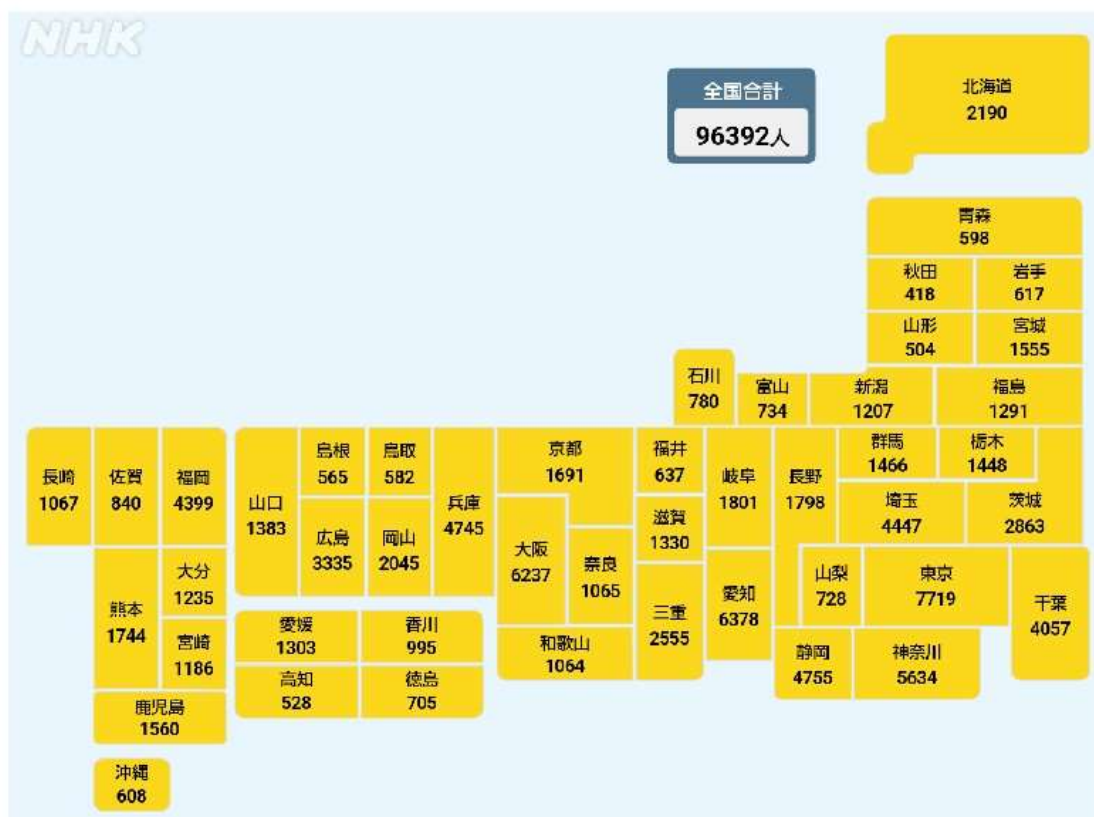 NHK
全国合計
96392人
北海道
2190
青森
598
秋田
418
岩手
617
山形
504
宮城
1555
石川
780
富山
734
新潟
1207
福島
1291
長崎
1067
佐賀
840
福岡
4399
山口
1383
島根
565
鳥取
582
兵庫
4745
京都
1691
福井
637
岐阜
1801
長野
1798
群馬
1466
栃木
1448
埼玉
4447
茨城
2863
広島
3335
岡山
2045
大阪
6237
奈良
1065
滋賀
1330
熊本
1744
大分
1235
宮崎
1186
愛媛
1303
香川
995
和歌山
1064
三重
2555
愛知
6378
山梨
728
東京
7719
千葉
4057
高知
528
徳島
705
静岡
4755
神奈川
5634
鹿児島
1560
沖縄
608